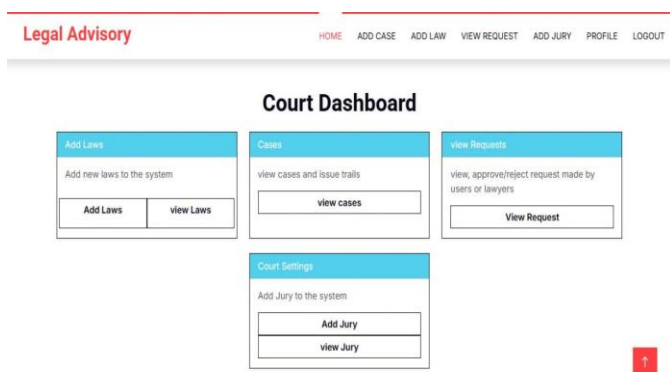 Legal Advisory
HOME ADD CASE ADD LAW VIEW REQUEST ADD JURY PROFILE LOGOUT
Court Dashboard
Add Laws
Add new laws to the system
Add Laws view Laws
Cases
view cases and issue trails
view cases
view Requests
view, approve/reject request made by
users or lawyers
View Request
Court Settings
Add Jury to the system
Add Jury
view Jury